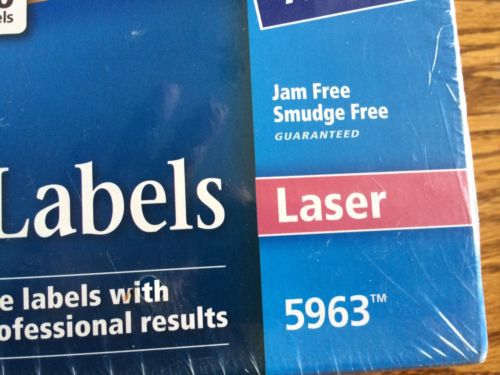 Jam Free
Smudge Free
GUARANTEED
Labels
Laser
e labels with
ofessional results
5963™